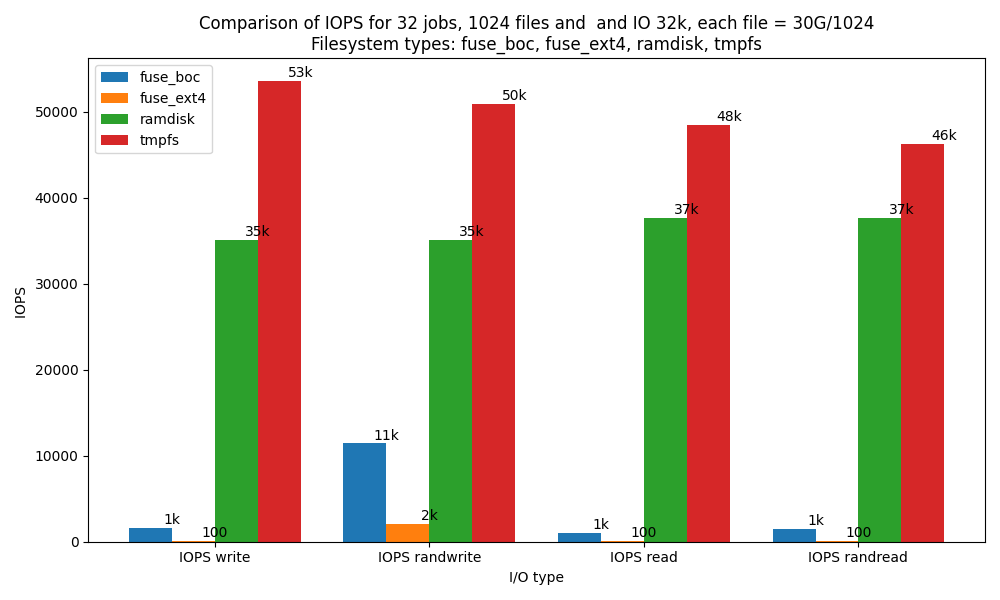 Comparison of IOPS for 32 jobs, 1024 files and  and IO 32k, each file = 30G/1024
Filesystem types: fuse_boc, fuse_ext4, ramdisk, tmpfs
fuse_boc
fuse_ext4
ramdisk
tmpfs
IOPS
50000
40000
30000
20000
10000
0
1k
100
35k
53k
11k
2k
35k
50k
1k
100
37k
48k
1k
100
37k
46k
IOPS write
IOPS randwrite
IOPS read
IOPS randread
I/O type